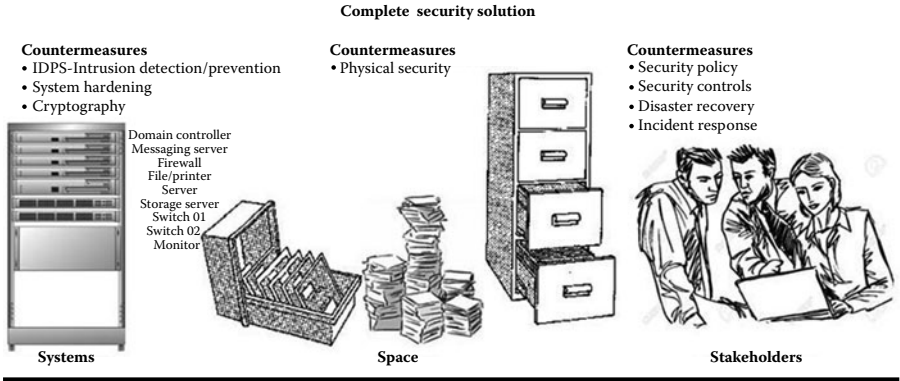 Complete security solution
Countermeasures
• IDPS-Intrusion detection/prevention
• System hardening
• Cryptography
Domain controller
Messaging server
Firewall
File/printer
Server
Storage server
Switch 01
Switch 02
Monitor
Systems
Countermeasures
• Physical security
Space
Countermeasures
• Security policy
• Security controls
• Disaster recovery
• Incident response
Stakeholders